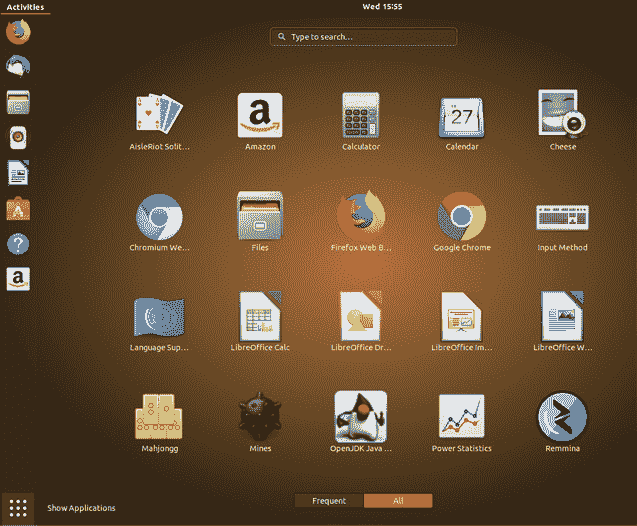 Activities
Wed 15:55
Type to search...
AisleRiot Solit...
Amazon
Calculator
Calendar
Cheese
Chromium We...
Files
Firefox Web B...
Google Chrome
Input Method
Language Sup...
LibreOffice Calc
LibreOffice Dr...
LibreOffice Im...
LibreOffice W...
Mahjongg
Mines
OpenJDK Java ...
Power Statistics
Remmina
Frequent
All
Show Applications